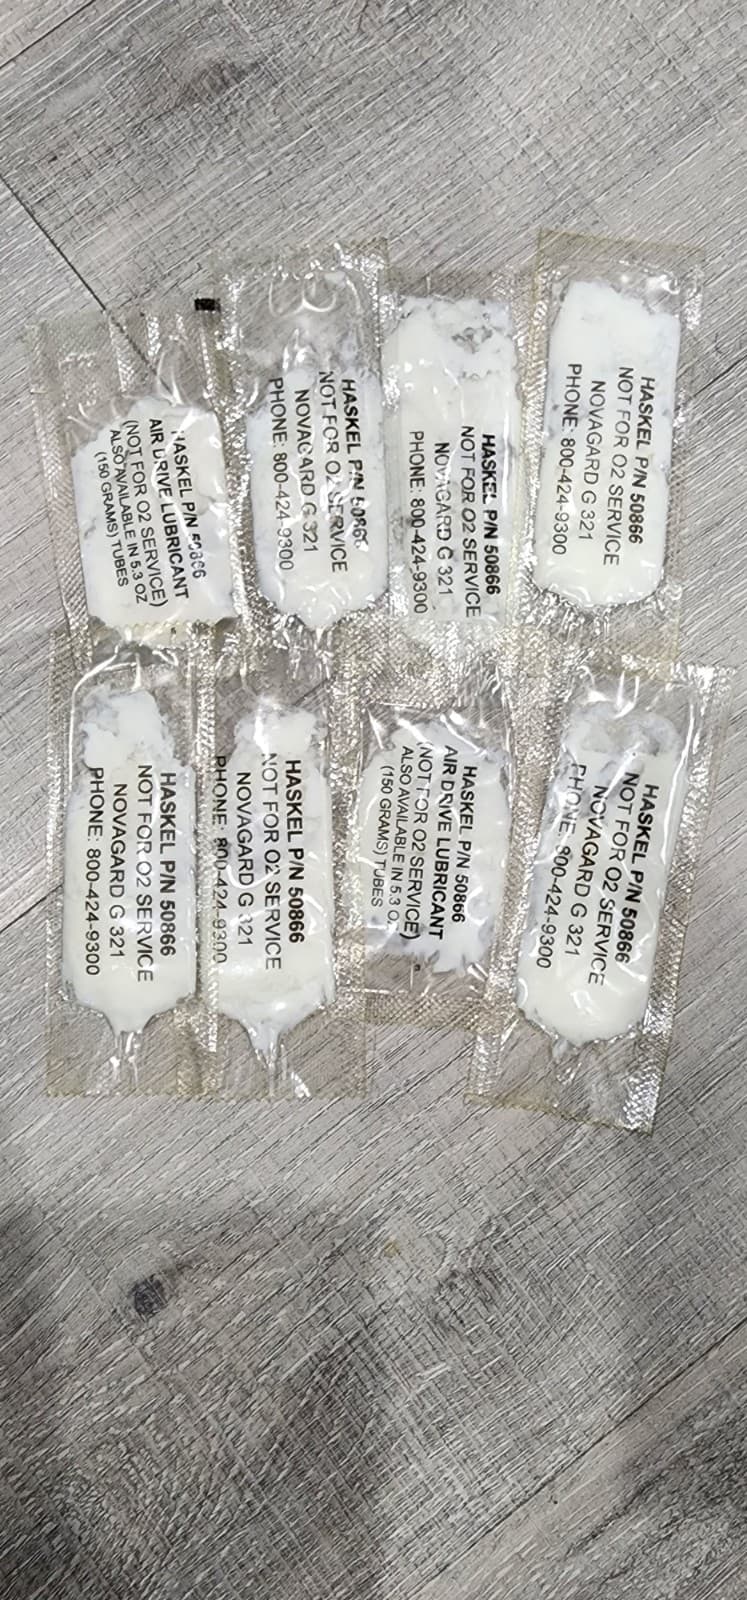 HASKEL P/N 50866
AIR DRIVE LUBRICANT
(NOT FOR O2 SERVICE)
ALSO AVAILABLE IN 5.3 OZ
(150 GRAMS) TUBES
HASKEL P/N 50866
NOT FOR O2 SERVICE
NOVAGARD G 321
PHONE: 800-424-9300
HASKEL P/N 50866
NOT FOR O2 SERVICE
NOVAGARD G 321
PHONE: 800-424-9300
HASKEL P/N 50866
NOT FOR O2 SERVICE
NOVAGARD G 321
PHONE: 800-424-9300
HASKEL P/N 50866
NOT FOR O2 SERVICE
NOVAGARD G 321
PHONE: 800-424-9300
HASKEL P/N 50866
NOT FOR O2 SERVICE
NOVAGARD G 321
PHONE: 800-424-9300
HASKEL P/N 50866
AIR DRIVE LUBRICANT
(NOT FOR O2 SERVICE)
ALSO AVAILABLE IN 5.3 OZ
(150 GRAMS) TUBES
HASKEL P/N 50866
NOT FOR O2 SERVICE
NOVAGARD G 321
PHONE: 800-424-9300